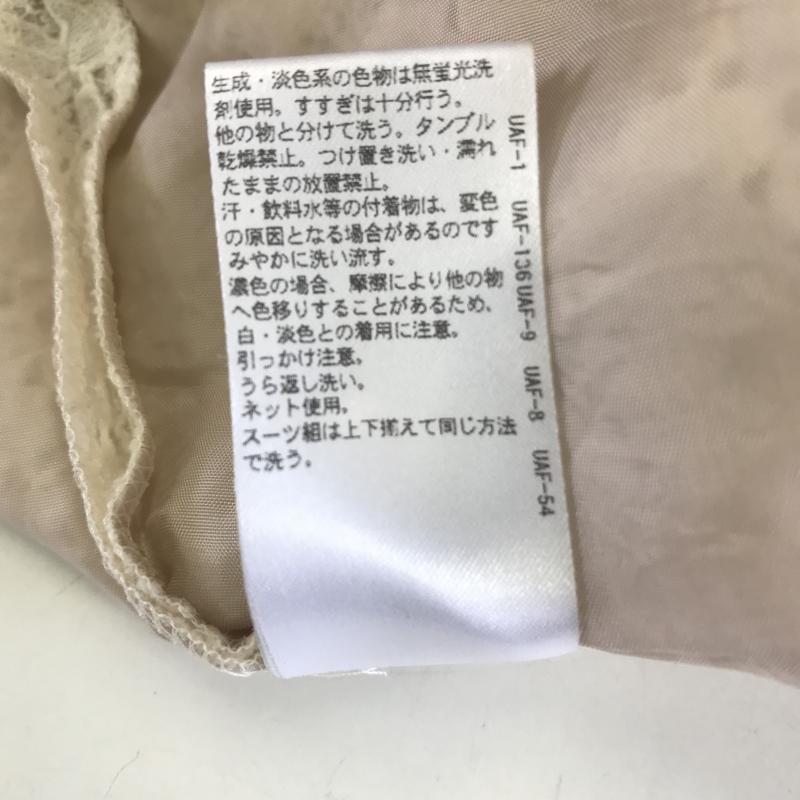 生成・淡色系の色物は無蛍光洗
剤使用。すすぎは十分行う。
他の物と分けて洗う。タンブル
乾燥禁止。つけ置き洗い・濡れ
たままの放置禁止。
汗・飲料水等の付着物は、変色
の原因となる場合があるのです
みやかに洗い流す。
濃色の場合、摩擦により他の物
へ色移りすることがあるため、
白・淡色との着用に注意。
引っかけ注意。
うら返し洗い。
ネット使用。
スーツ組は上下揃えて同じ方法
で洗う。
UAF-1 UAF-136 UAF-9 UAF-8 UAF-54